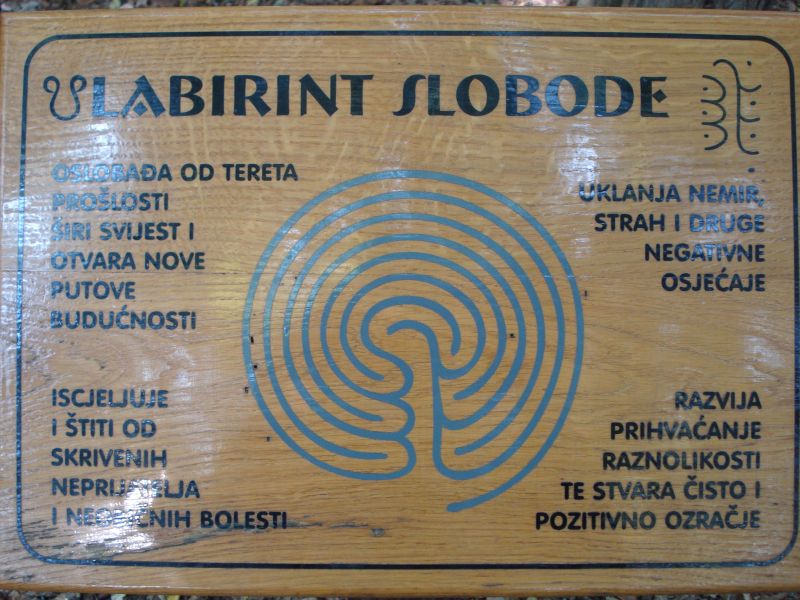 LABIRINT SLOBODE
OSLOBAĐA OD TERETA
PROŠLOSTI
ŠIRI SVIJEST I
OTVARA NOVE
PUTOVE
BUDUĆNOSTI
UKLANJA NEMIR,
STRAH I DRUGE
NEGATIVNE
OSJEĆAJE
ISCJELJUJE
I ŠTITI OD
SKRIVENIH
NEPRIJATELJA
I NEOBIČNIH BOLESTI
RAZVIJA
PRIHVAĆANJE
RAZNOLIKOSTI
TE STVARA ČISTO I
POZITIVNO OZRAČJE